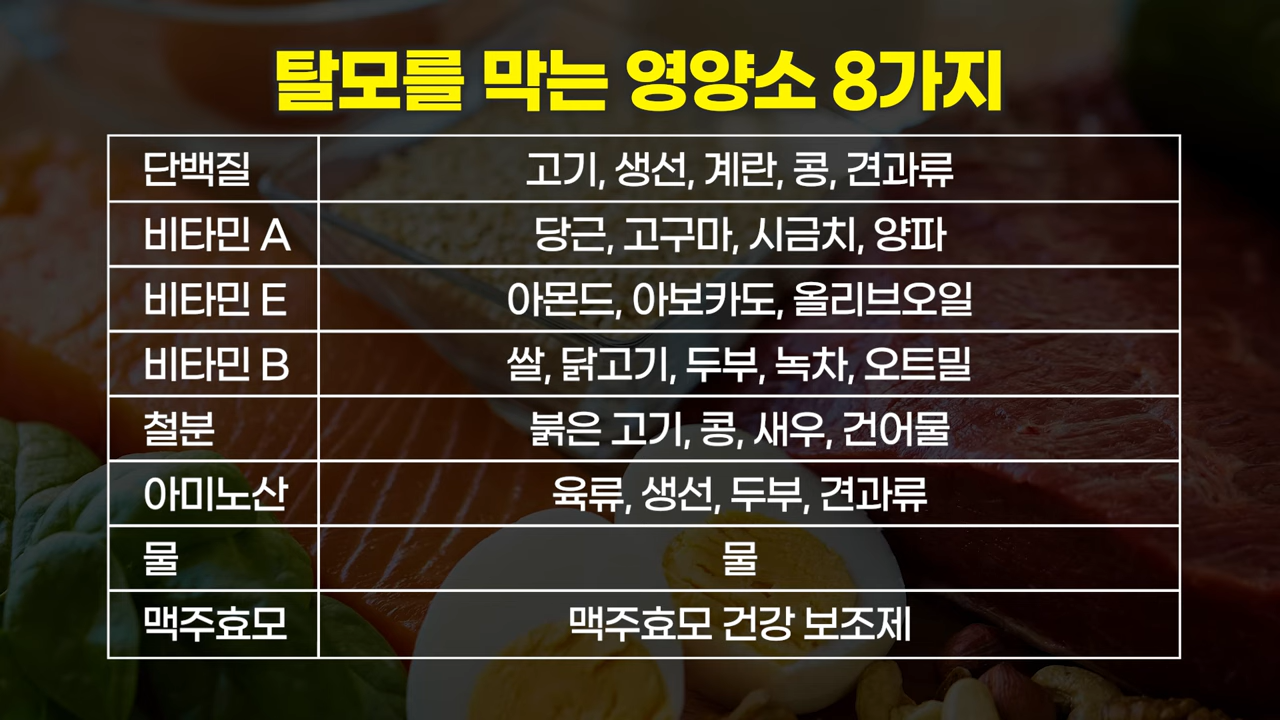 탈모를 막는 영양소 8가지
단백질 고기, 생선, 계란, 콩, 견과류
비타민 A 당근, 고구마, 시금치, 양파
비타민 E 아몬드, 아보카도, 올리브오일
비타민 B 쌀, 닭고기, 두부, 녹차, 오트밀
철분 붉은 고기, 콩, 새우, 건어물
아미노산 육류, 생선, 두부, 견과류
물 물
맥주효모 맥주효모 건강 보조제